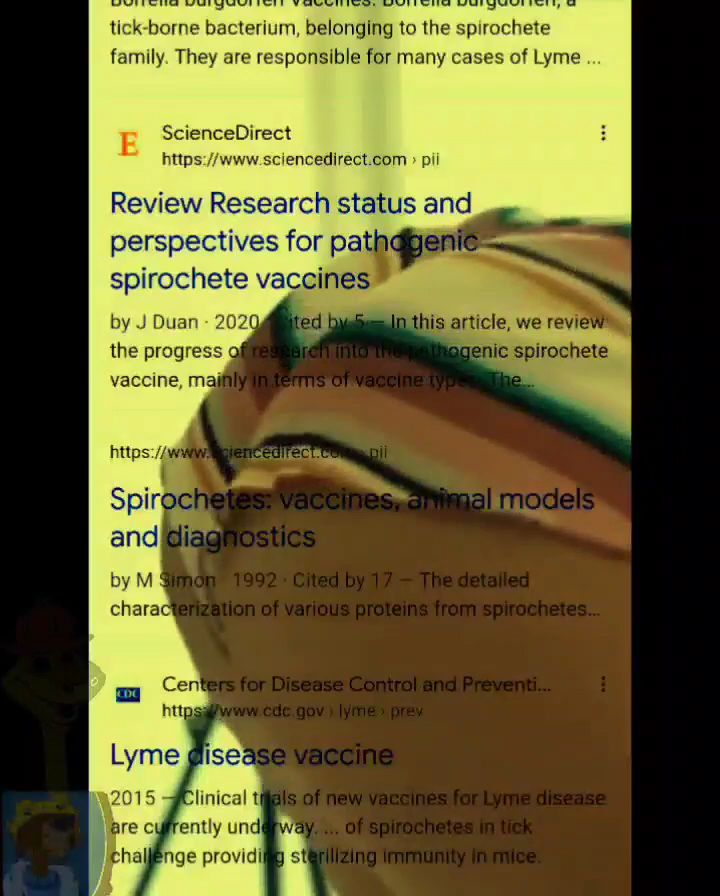 Borrelia burgdorferi Vaccines. Borrelia burgdorferi, a
tick-borne bacterium, belonging to the spirochete
family. They are responsible for many cases of Lyme ...
E
ScienceDirect
https://www.sciencedirect.com › pii
Review Research status and
perspectives for pathogenic
spirochete vaccines
by J Duan · 2020 · Cited by 5 — In this article, we review
the progress of research into the pathogenic spirochete
vaccine, mainly in terms of vaccine types. The...
https://www.sciencedirect.com › pii
Spirochetes: vaccines, animal models
and diagnostics
by M Simon · 1992 · Cited by 17 — The detailed
characterization of various proteins from spirochetes...
CDC
Centers for Disease Control and Preventi...
https://www.cdc.gov › lyme › prev
Lyme disease vaccine
2015 — Clinical trials of new vaccines for Lyme disease
are currently underway. ... of spirochetes in tick
challenge providing sterilizing immunity in mice.